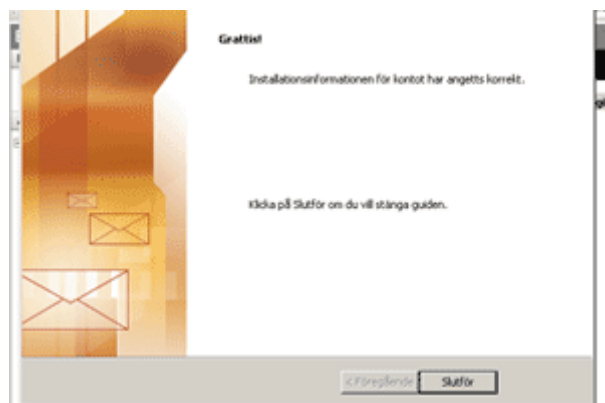 Grattis!
Installationsinformationen för kontot har angetts korrekt.
Klicka på Slutför om du vill stänga guiden.
< Föregående
Slutför